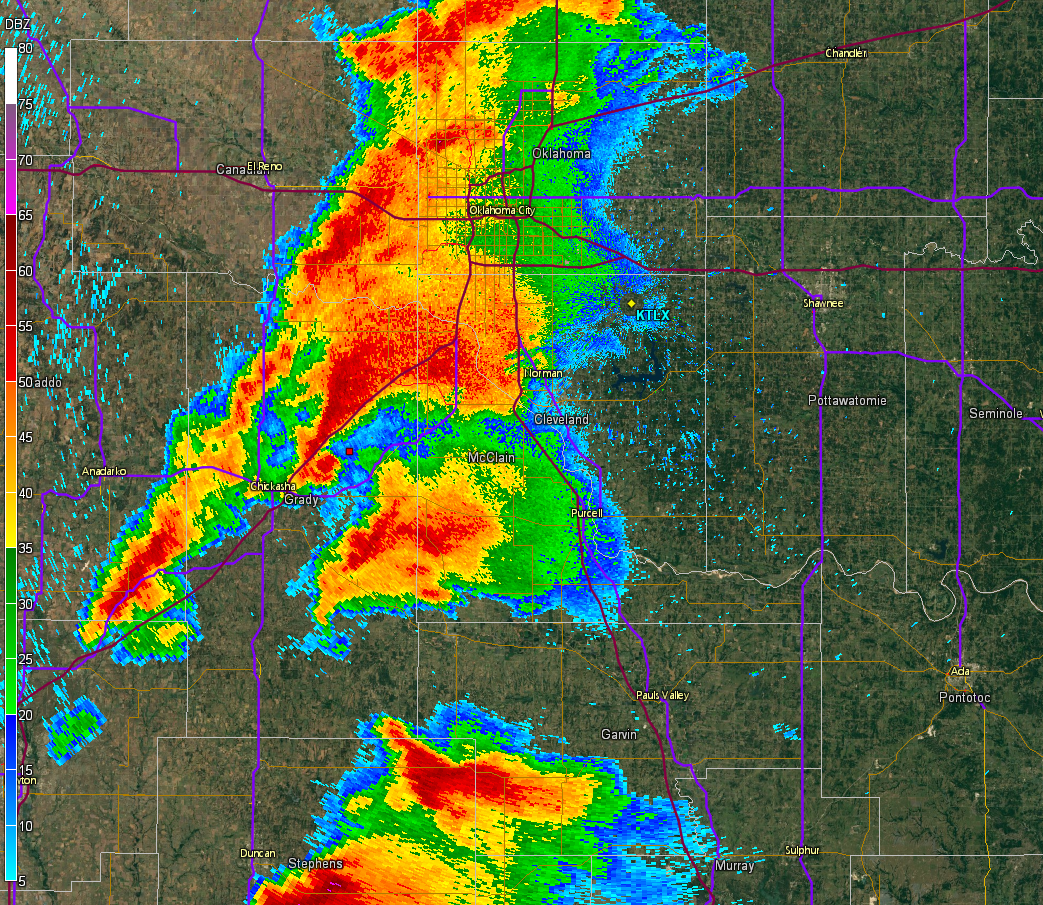 DBZ
80
75
Chandler
70
Oklahoma
El Reno
Canadian
65
Oklahoma City
60
Shawnee
KTLX
55
Norman
50
addo
Pottawatomie
45
Seminole
Cleveland
McClain
Anadarko
Chickasha
40
Grady
Purcell
35
30
25
Ada
Pauls Valley
Pontotoc
20
Garvin
15
10
Duncan
Sulphur
Stephens
Murray
5